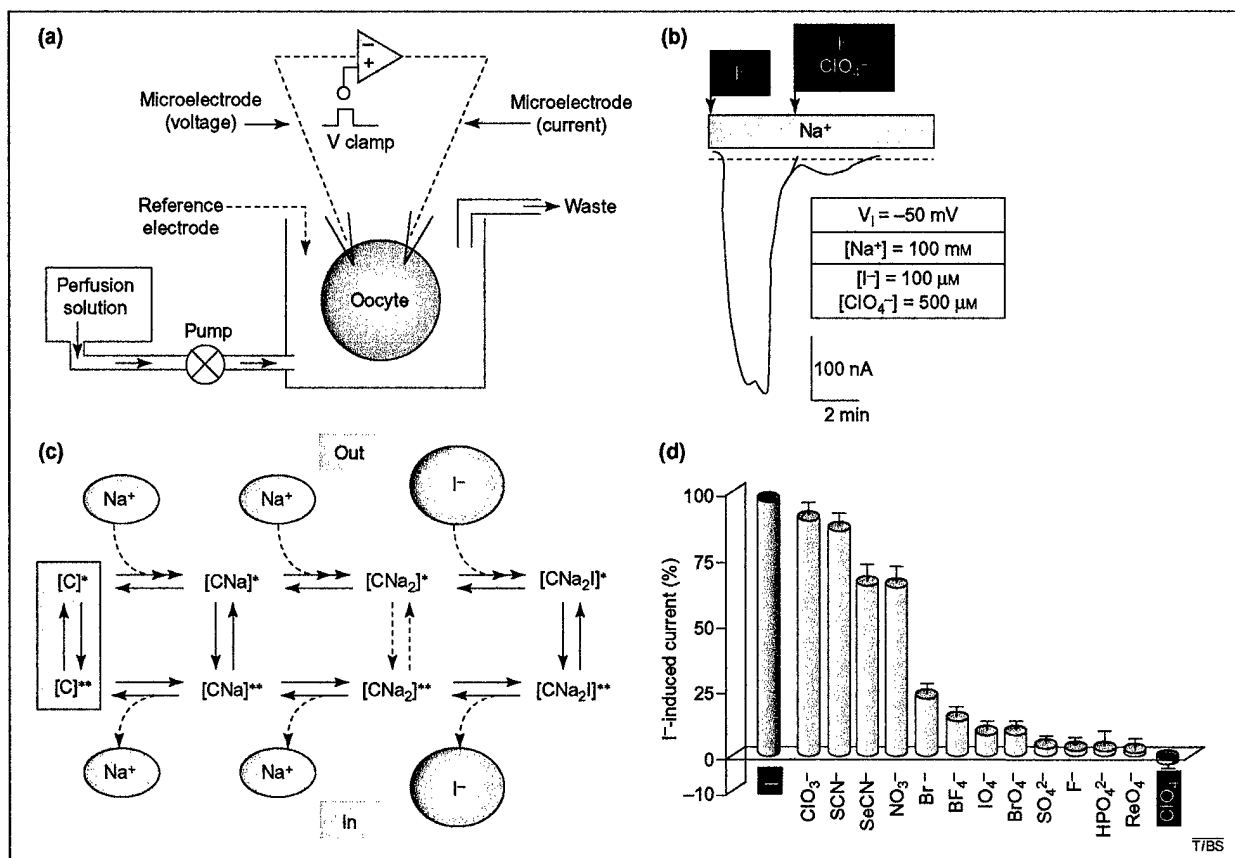 (a)
Microelectrode
(voltage)
V clamp
Microelectrode
(current)
Reference
electrode
Waste
Perfusion
solution
Pump
Oocyte
(b)
I⁻
I⁻
ClO₄⁻
Na⁺
Vⱼ = –50 mV
[Na⁺] = 100 mM
[I⁻] = 100 μM
[ClO₄⁻] = 500 μM
100 nA
2 min
(c)
Out
Na⁺
Na⁺
I⁻
[C]*
[CNa]*
[CNa₂]*
[CNa₂I]*
[C]**
[CNa]**
[CNa₂]**
[CNa₂I]**
Na⁺
Na⁺
I⁻
In
(d)
I⁻-induced current (%)
100
75
50
25
0
–10
I⁻
ClO₃⁻
SCN⁻
SeCN⁻
NO₃⁻
Br⁻
BF₄⁻
IO₄⁻
BrO₄⁻
SO₄²⁻
F⁻
HPO₄²⁻
ReO₄⁻
ClO₄⁻
TiBS